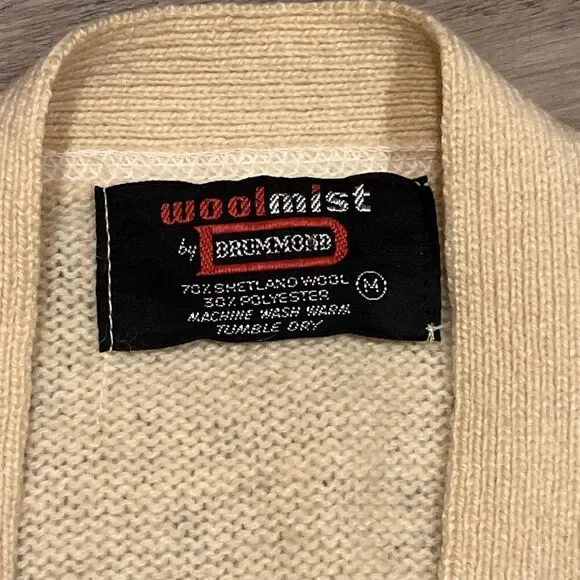 woolmist
by DRUMMOND
70% SHETLAND WOOL
30% POLYESTER
M
MACHINE WASH WARM
TUMBLE DRY